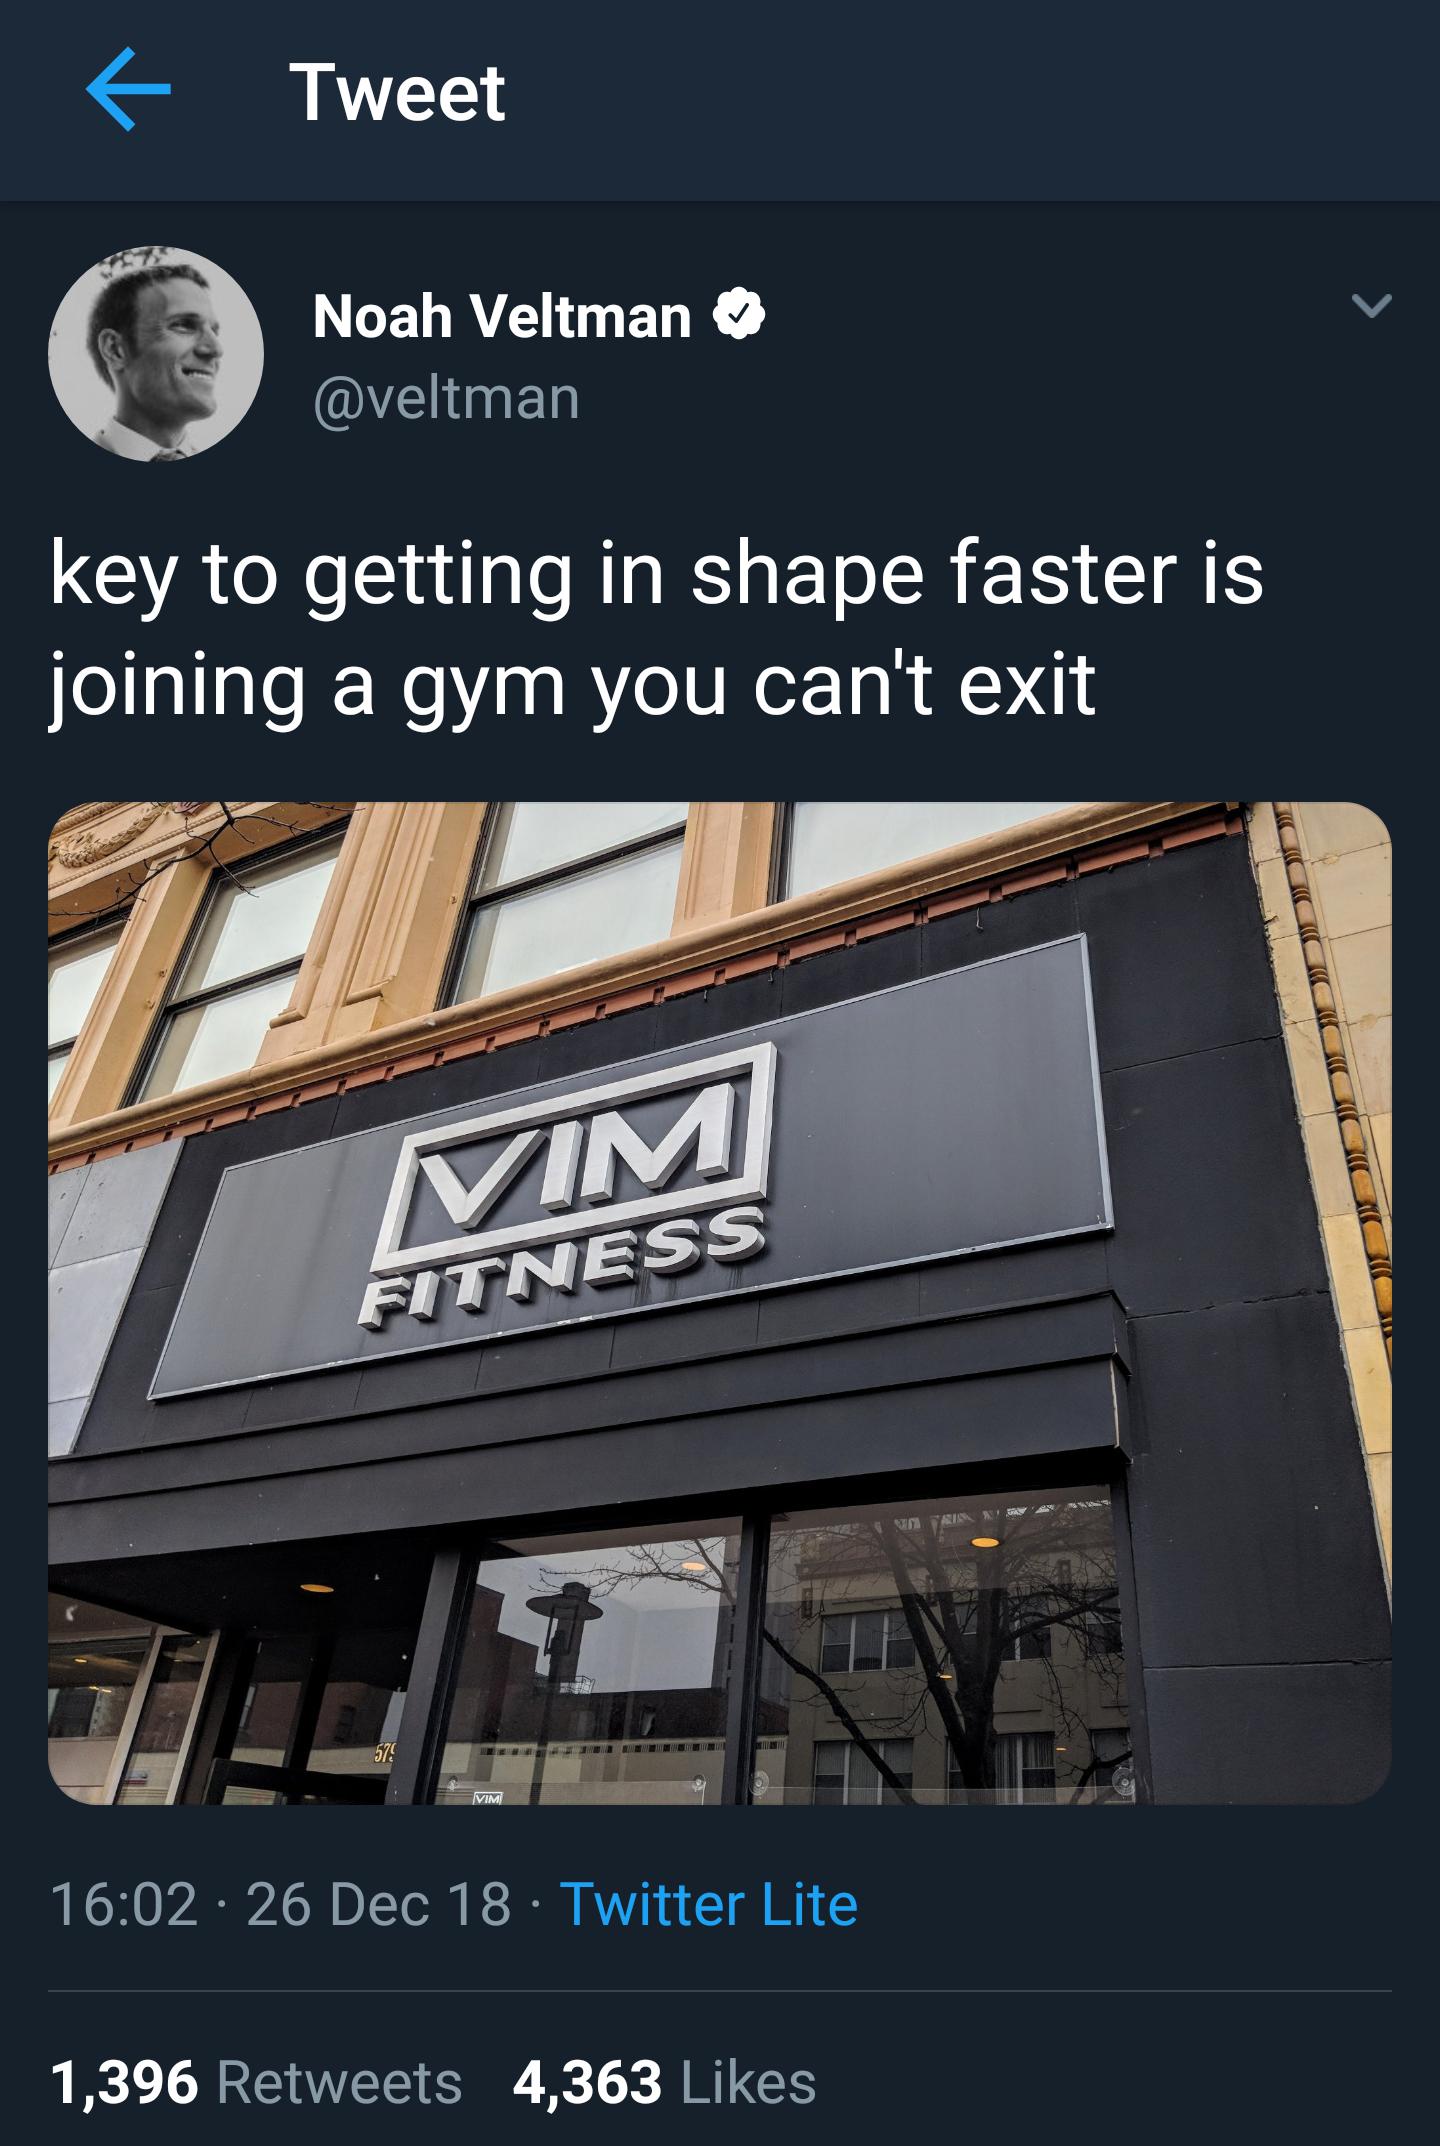 Tweet
Noah Veltman
@veltman
key to getting in shape faster is
joining a gym you can't exit
VIM
FITNESS
579
VIM
16:02 · 26 Dec 18 · Twitter Lite
1,396 Retweets 4,363 Likes